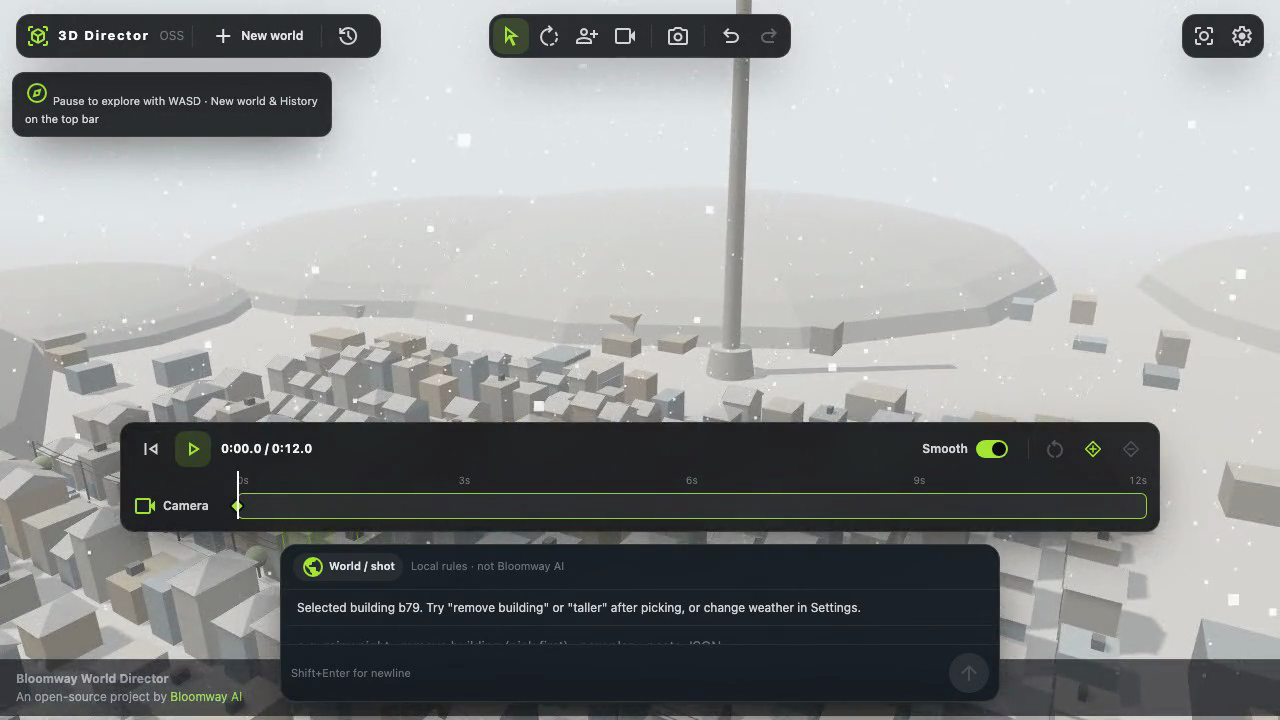 3D Director OSS
New world
Pause to explore with WASD · New world & History
on the top bar
0:00.0 / 0:12.0
Smooth
0s 3s 6s 9s 12s
Camera
World / shot
Local rules · not Bloomway AI
Selected building b79. Try "remove building" or "taller" after picking, or change weather in Settings.
Shift+Enter for newline
Bloomway World Director
An open-source project by Bloomway AI